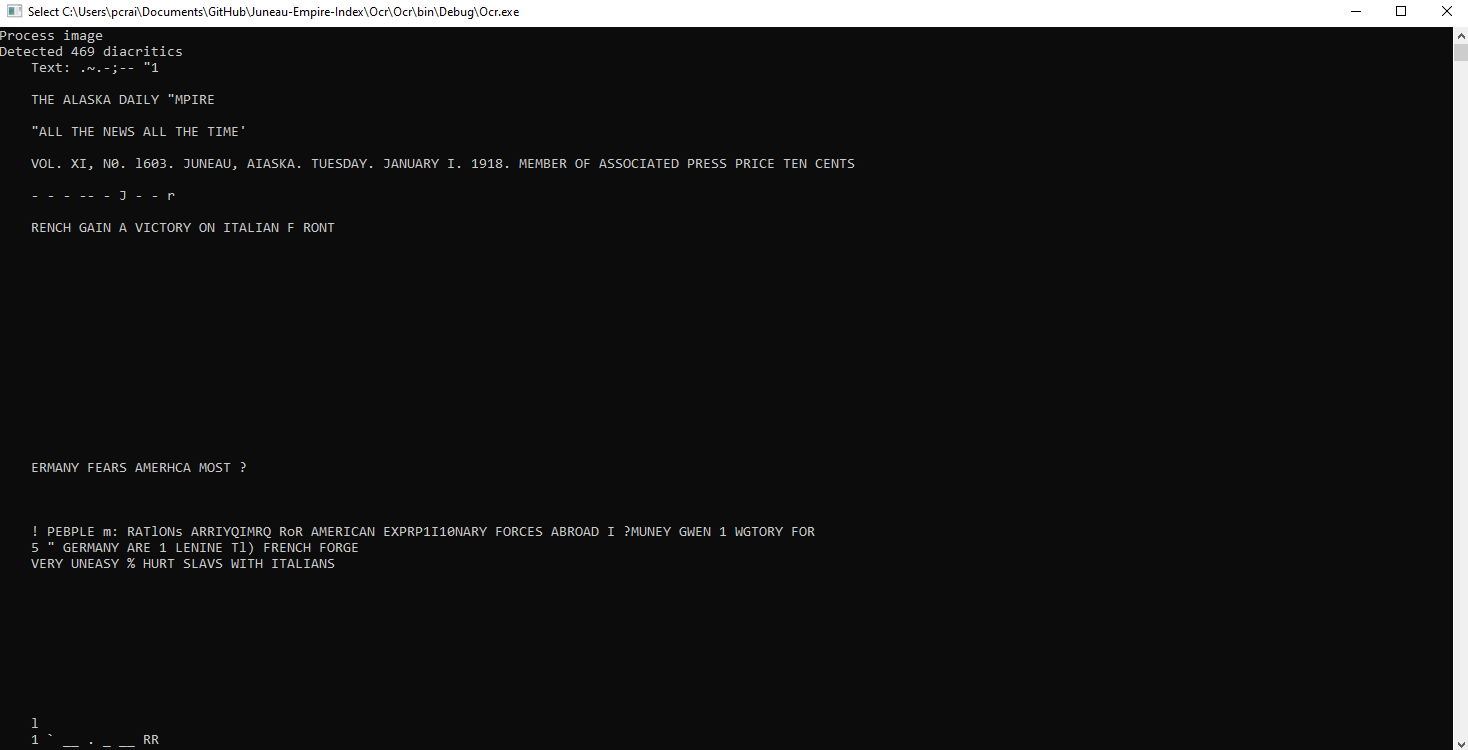 Select C:\Users\pcrai\Documents\GitHub\Juneau-Empire-Index\Ocr\Ocr\bin\Debug\Ocr.exe
Process image
Detected 469 diacritics
Text: .~.-;-- "1
THE ALASKA DAILY "MPIRE
"ALL THE NEWS ALL THE TIME'
VOL. XI, N0. l603. JUNEAU, AIASKA. TUESDAY. JANUARY I. 1918. MEMBER OF ASSOCIATED PRESS PRICE TEN CENTS
- - - -- - J - - r
RENCH GAIN A VICTORY ON ITALIAN F RONT
ERMANY FEARS AMERHCA MOST ?
! PEBPLE m: RATlONs ARRIYQIMRQ RoR AMERICAN EXPRP1I10NARY FORCES ABROAD I ?MUNEY GWEN 1 WGTORY FOR
5 " GERMANY ARE 1 LENINE Tl) FRENCH FORGE
VERY UNEASY % HURT SLAVS WITH ITALIANS
l
1 ` __ . _ __ RR